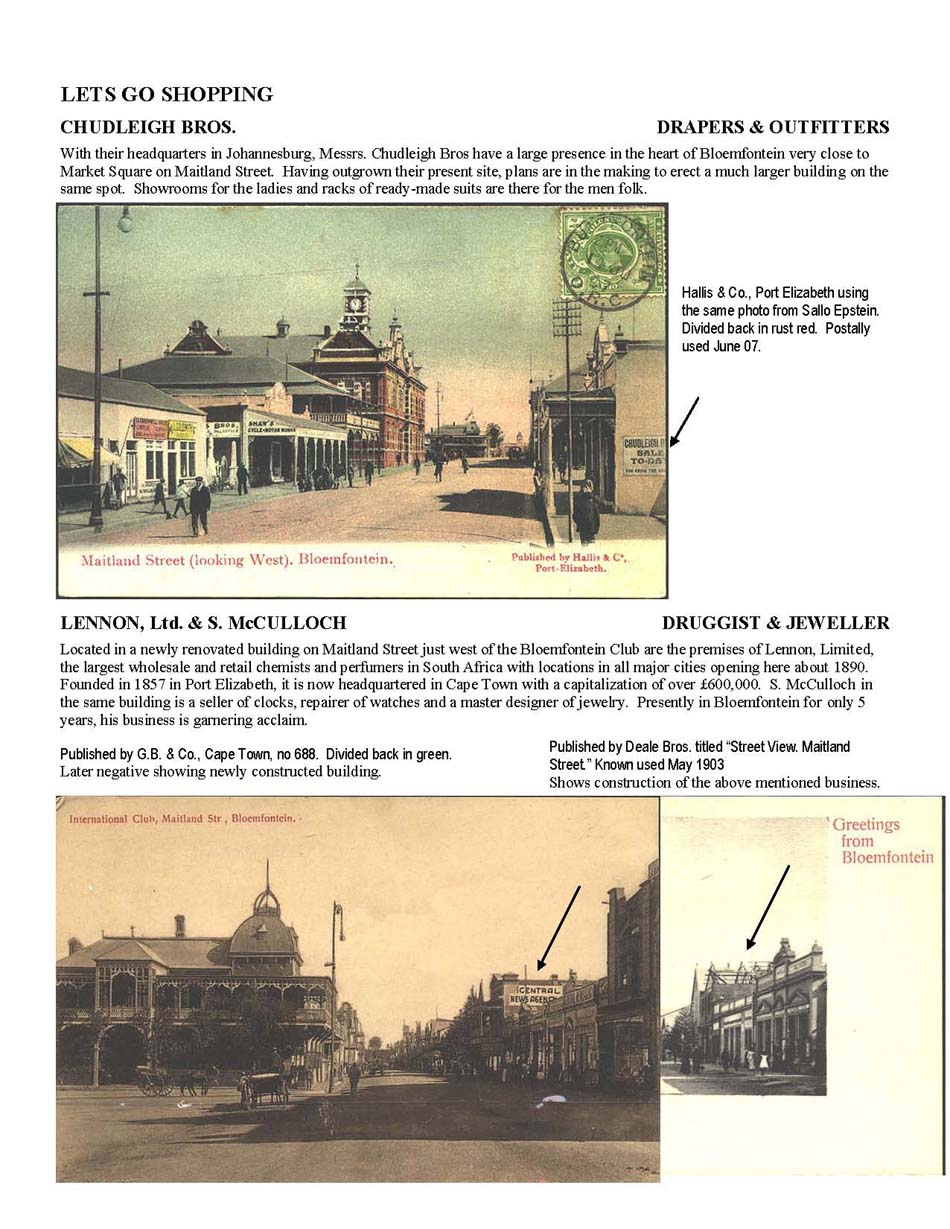 LETS GO SHOPPING
CHUDLEIGH BROS. DRAPERS & OUTFITTERS
With their headquarters in Johannesburg, Messrs. Chudleigh Bros have a large presence in the heart of Bloemfontein very close to
Market Square on Maitland Street. Having outgrown their present site, plans are in the making to erect a much larger building on the
same spot. Showrooms for the ladies and racks of ready-made suits are there for the men folk.
BROS.
SHAW'S
CYCLE & MOTOR WORKS
CHUDLEIGH
SALE
TO-DA
Maitland Street (looking West). Bloemfontein.
Published by Hallis & Co.,
Port-Elizabeth.
Hallis & Co., Port Elizabeth using
the same photo from Sallo Epstein.
Divided back in rust red. Postally
used June 07.
LENNON, Ltd. & S. McCULLOCH DRUGGIST & JEWELLER
Located in a newly renovated building on Maitland Street just west of the Bloemfontein Club are the premises of Lennon, Limited,
the largest wholesale and retail chemists and perfumers in South Africa with locations in all major cities opening here about 1890.
Founded in 1857 in Port Elizabeth, it is now headquartered in Cape Town with a capitalization of over £600,000. S. McCulloch in
the same building is a seller of clocks, repairer of watches and a master designer of jewelry. Presently in Bloemfontein for only 5
years, his business is garnering acclaim.
Published by G.B. & Co., Cape Town, no 688. Divided back in green.
Later negative showing newly constructed building.
Published by Deale Bros. titled “Street View. Maitland
Street.” Known used May 1903
Shows construction of the above mentioned business.
International Club, Maitland Str , Bloemfontein.
CENTRAL
NEWS AGENCY
Greetings
from
Bloemfontein